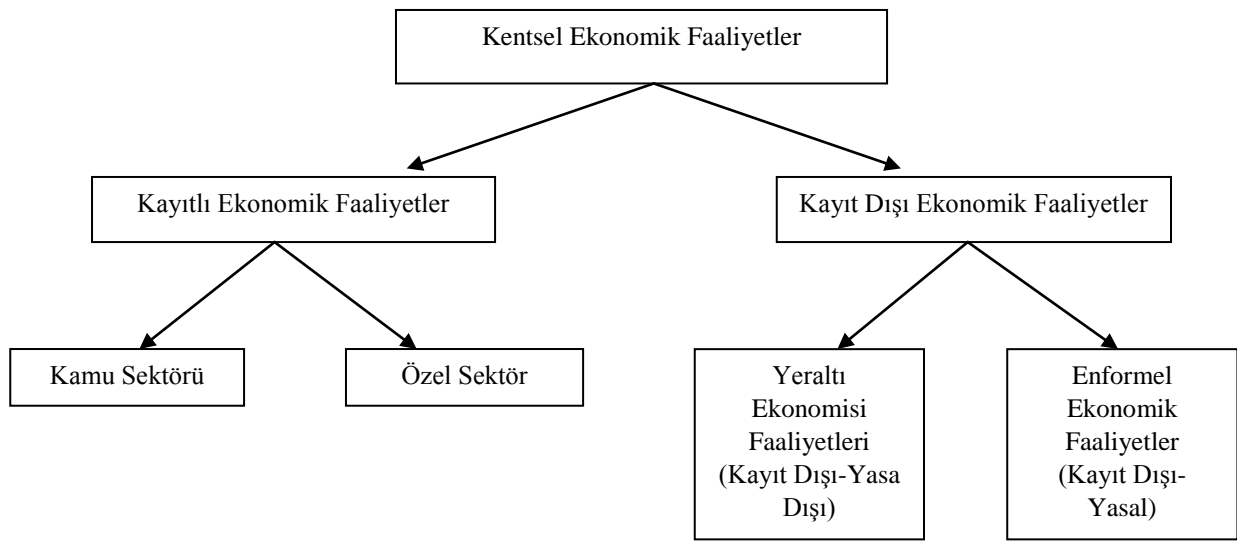 Kentsel Ekonomik Faaliyetler
Kayıtlı Ekonomik Faaliyetler
Kayıt Dışı Ekonomik Faaliyetler
Kamu Sektörü
Özel Sektör
Yeraltı
Ekonomisi
Faaliyetleri
(Kayıt Dışı-Yasa
Dışı)
Enformel
Ekonomik
Faaliyetler
(Kayıt Dışı-
Yasal)